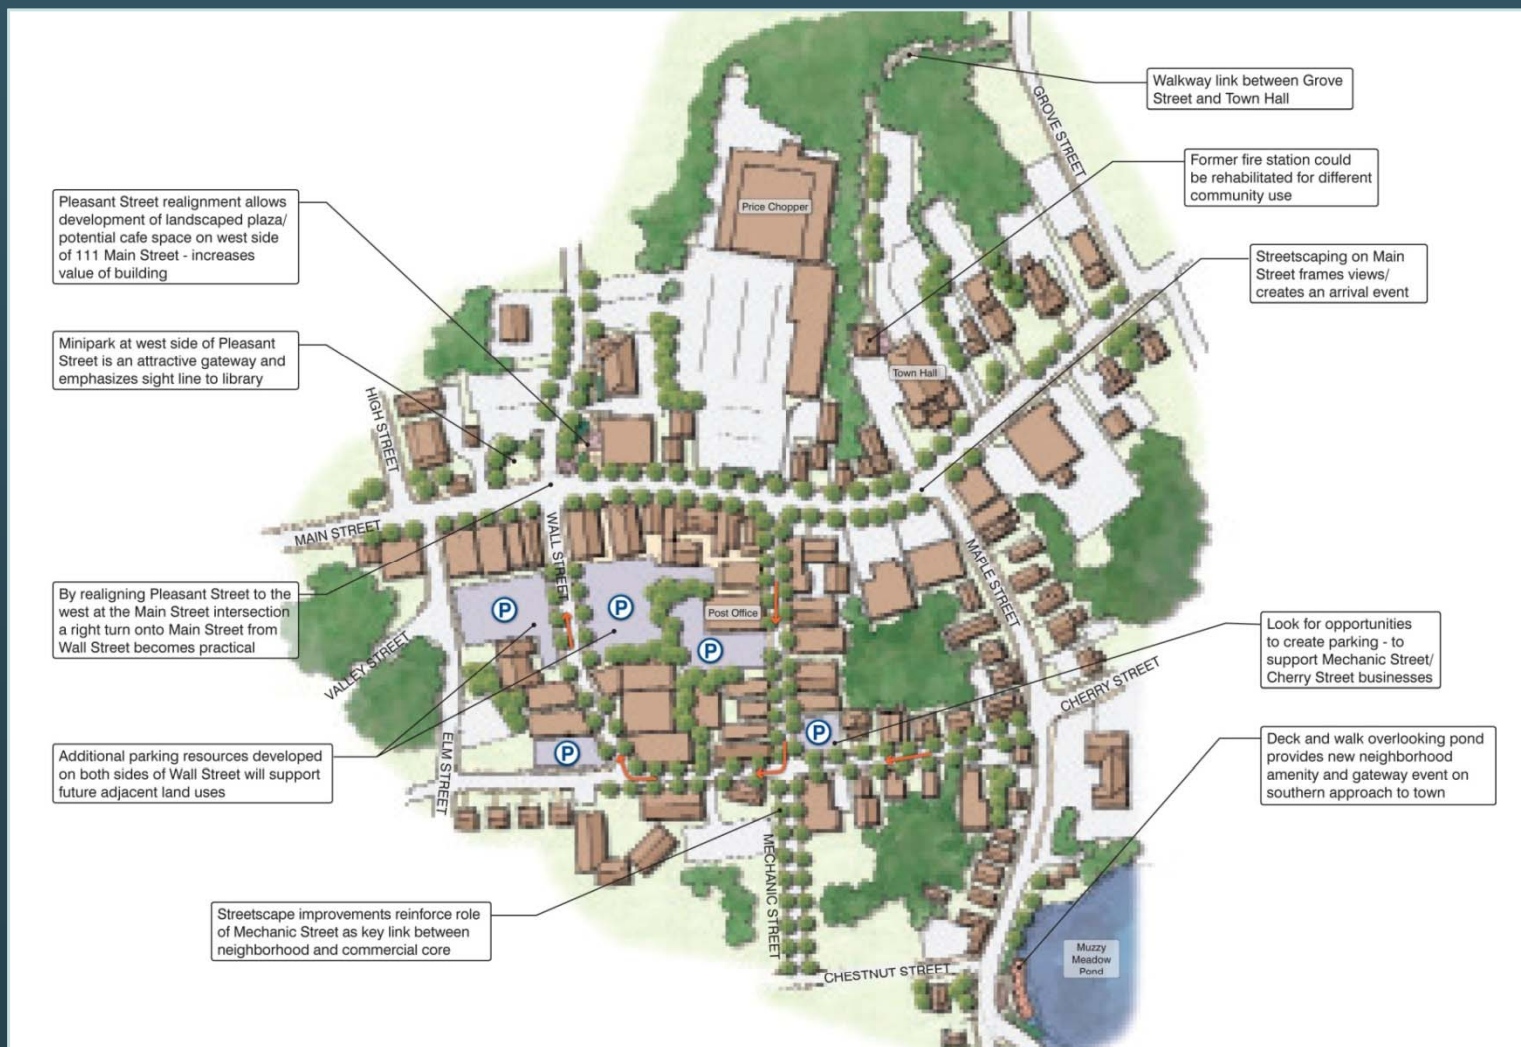 Walkway link between Grove
Street and Town Hall
GROVE STREET
Former fire station could
be rehabilitated for different
community use
Pleasant Street realignment allows
development of landscaped plaza/
potential cafe space on west side
of 111 Main Street - increases
value of building
Price Chopper
Streetscaping on Main
Street frames views/
creates an arrival event
Minipark at west side of Pleasant
Street is an attractive gateway and
emphasizes sight line to library
Town Hall
HIGH STREET
MAIN STREET
WALL STREET
MAPLE STREET
By realigning Pleasant Street to the
west at the Main Street intersection
a right turn onto Main Street from
Wall Street becomes practical
P
P
Post Office
P
Look for opportunities
to create parking - to
support Mechanic Street/
Cherry Street businesses
VALLEY STREET
CHERRY STREET
P
P
ELM STREET
Additional parking resources developed
on both sides of Wall Street will support
future adjacent land uses
Deck and walk overlooking pond
provides new neighborhood
amenity and gateway event on
southern approach to town
MECHANIC STREET
Streetscape improvements reinforce role
of Mechanic Street as key link between
neighborhood and commercial core
Muzzy
Meadow
Pond
CHESTNUT STREET